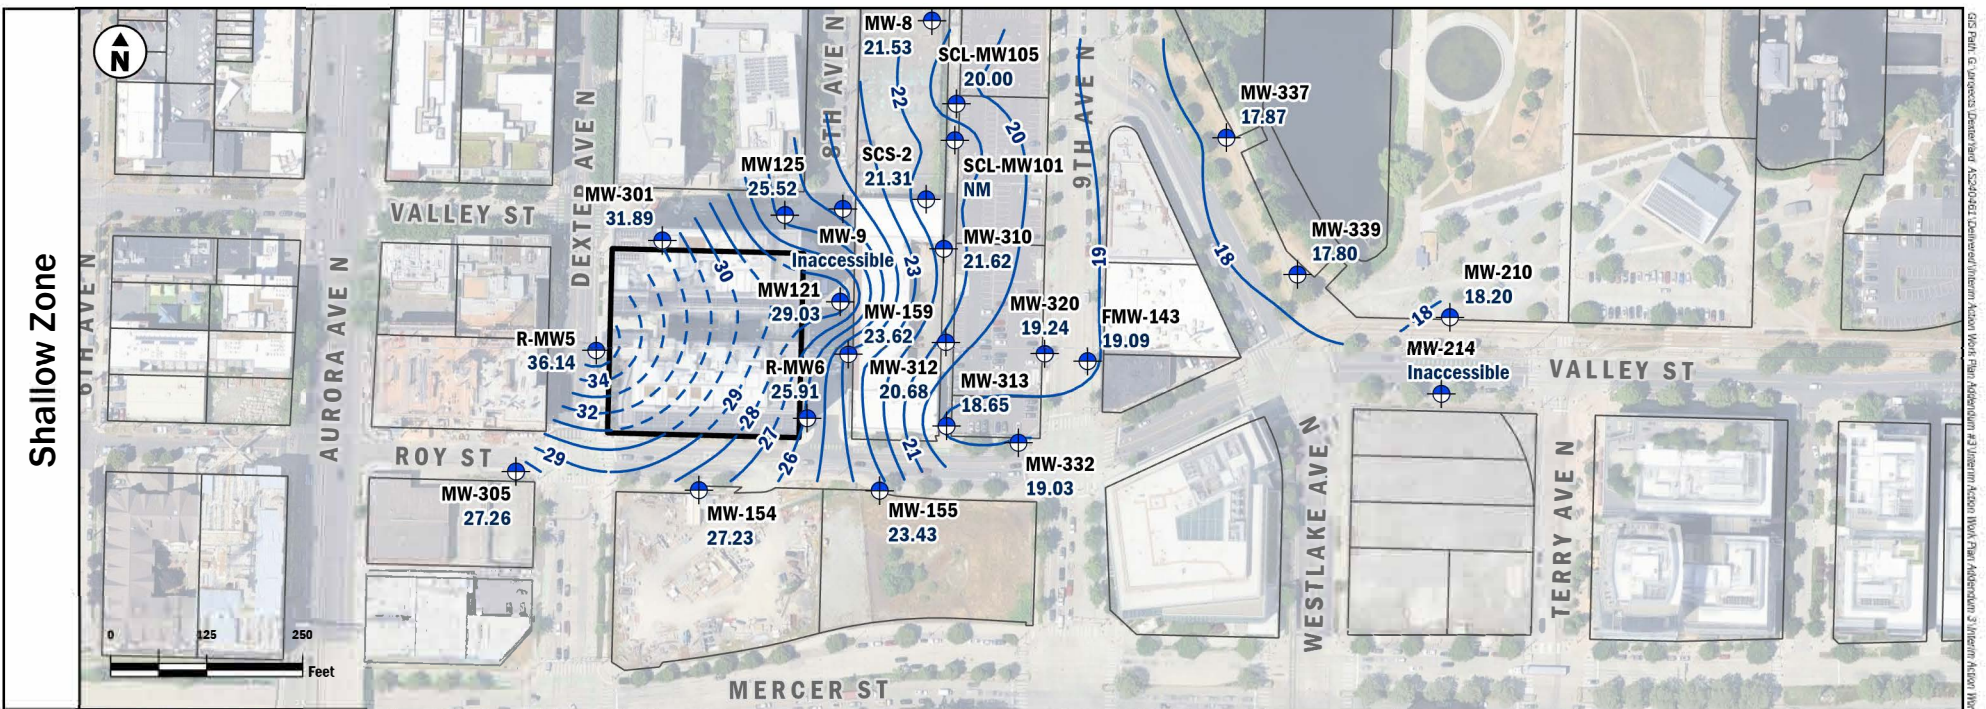 Shallow Zone
N
MW-8
21.53
SCL-MW105
20.00
8TH AVE N
9TH AVE N
DEXTER AVE N
22
20
MW-337
17.87
MW125
25.52
SCS-2
21.31
SCL-MW101
NM
MW-301
31.89
VALLEY ST
MW-9
Inaccessible
MW-310
21.62
MW-339
17.80
6TH AVE N
AURORA AVE N
30
23
19
18
MW-210
18.20
MW121
29.03
MW-159
23.62
MW-320
19.24
FMW-143
19.09
18
R-MW5
36.14
MW-214
Inaccessible
VALLEY ST
R-MW6
25.91
MW-312
20.68
MW-313
18.65
34
32
29
28
27
26
21
29
ROY ST
MW-332
19.03
MW-305
27.26
MW-154
27.23
MW-155
23.43
WESTLAKE AVE N
TERRY AVE N
0 125 250
Feet
MERCER ST